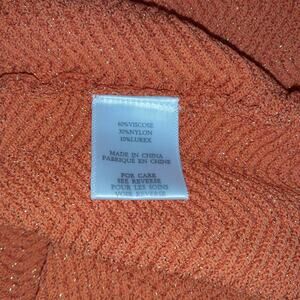 60%VISCOSE
30%NYLON
10%LUREX
MADE IN CHINA
FABRIQUE EN CHINE
FOR CARE
SEE REVERSE
POUR LES SOINS
VOIR REVERSE